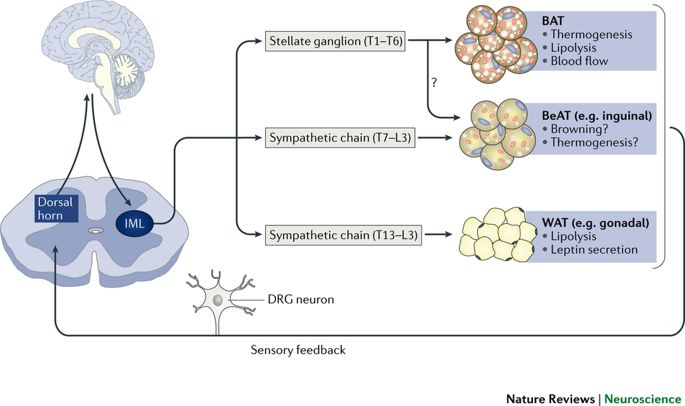 Stellate ganglion (T1–T6)
BAT
• Thermogenesis
• Lipolysis
• Blood flow
?
BeAT (e.g. inguinal)
• Browning?
• Thermogenesis?
Sympathetic chain (T7–L3)
Dorsal
horn
IML
Sympathetic chain (T13–L3)
WAT (e.g. gonadal)
• Lipolysis
• Leptin secretion
DRG neuron
Sensory feedback
Nature Reviews | Neuroscience